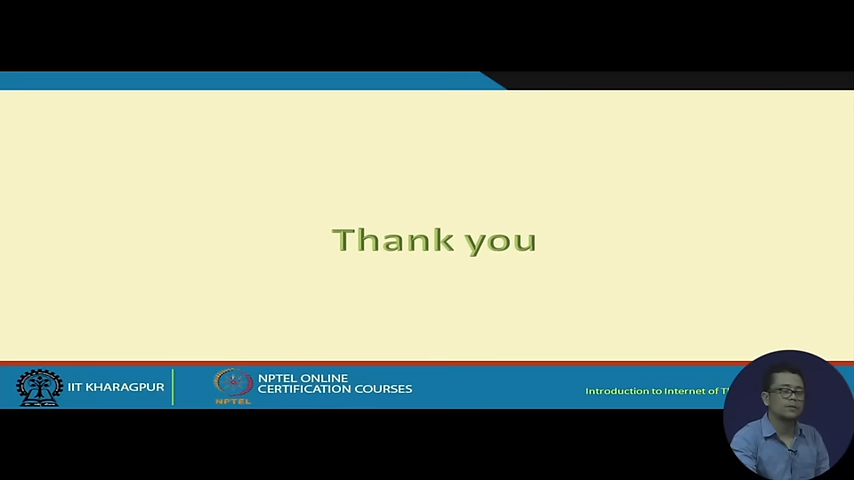 Thank you
IIT KHARAGPUR
NPTEL
NPTEL ONLINE
CERTIFICATION COURSES
Introduction to Internet of